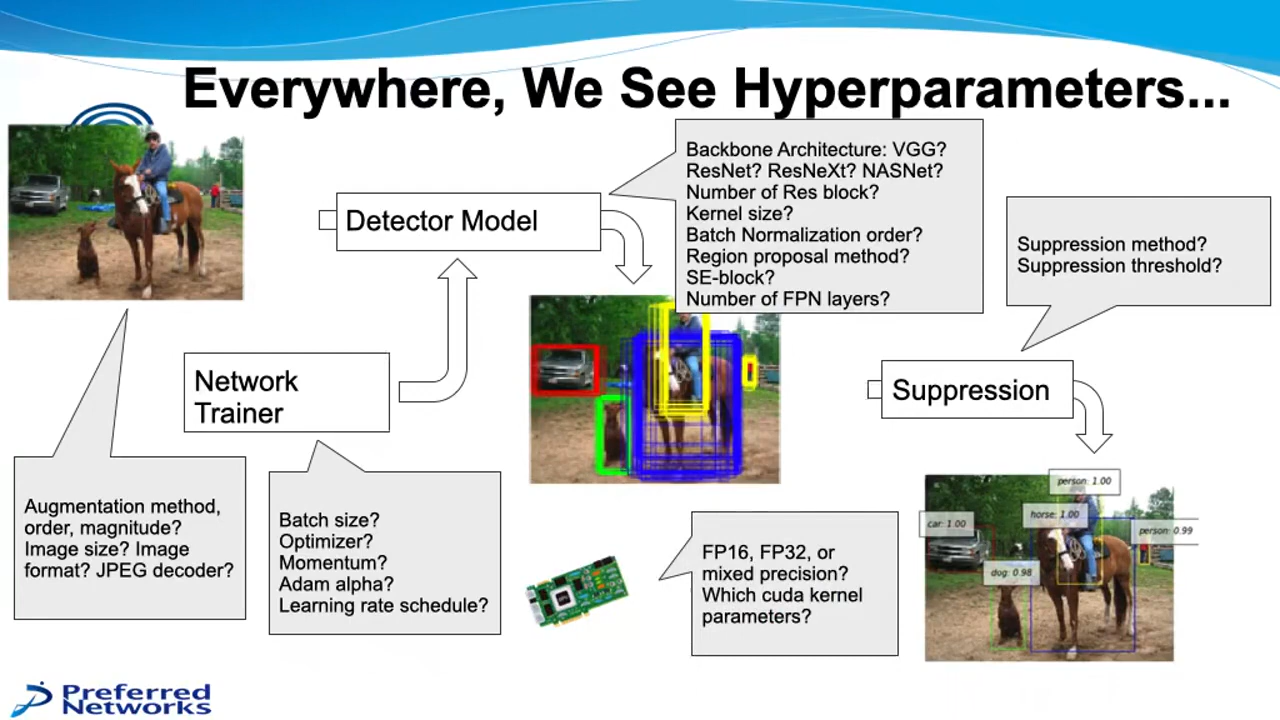 Everywhere, We See Hyperparameters...
Backbone Architecture: VGG?
ResNet? ResNeXt? NASNet?
Number of Res block?
Kernel size?
Batch Normalization order?
Region proposal method?
SE-block?
Number of FPN layers?
Detector Model
Suppression method?
Suppression threshold?
Network
Trainer
Suppression
Augmentation method,
order, magnitude?
Image size? Image
format? JPEG decoder?
Batch size?
Optimizer?
Momentum?
Adam alpha?
Learning rate schedule?
FP16, FP32, or
mixed precision?
Which cuda kernel
parameters?
person: 1.00
horse: 1.00
car: 1.00
person: 0.99
dog: 0.98
Preferred
Networks